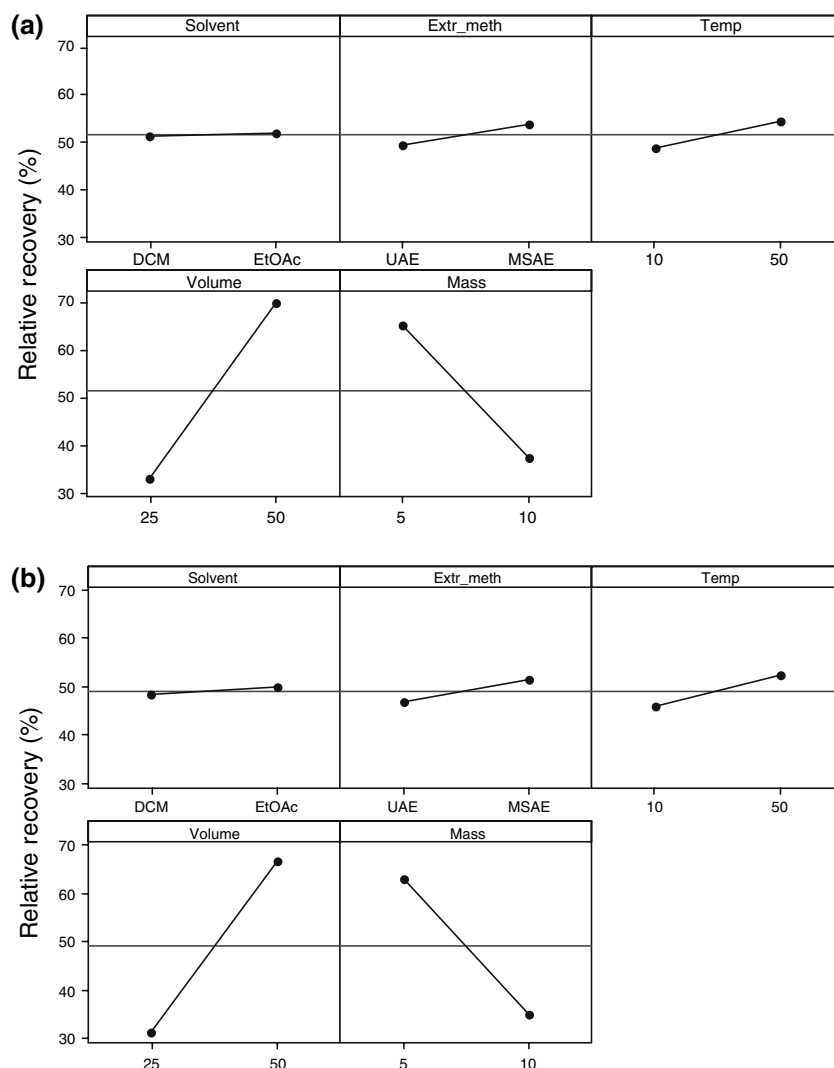 (a)
Solvent Extr_meth Temp
70
60
50
40
30
DCM EtOAc UAE MSAE 10 50
Relative recovery (%)
Volume Mass
70
60
50
40
30
25 50 5 10
(b)
Solvent Extr_meth Temp
70
60
50
40
30
DCM EtOAc UAE MSAE 10 50
Relative recovery (%)
Volume Mass
70
60
50
40
30
25 50 5 10